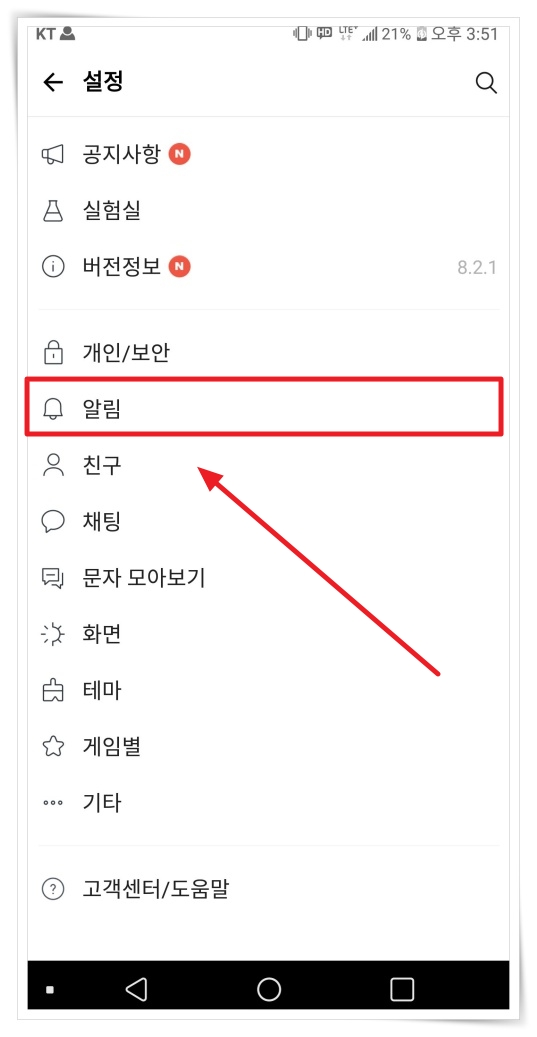 KT HD LTE+ 21% 오후 3:51
설정
공지사항 N
실험실
버전정보 N 8.2.1
개인/보안
알림
친구
채팅
문자 모아보기
화면
테마
게임별
기타
고객센터/도움말